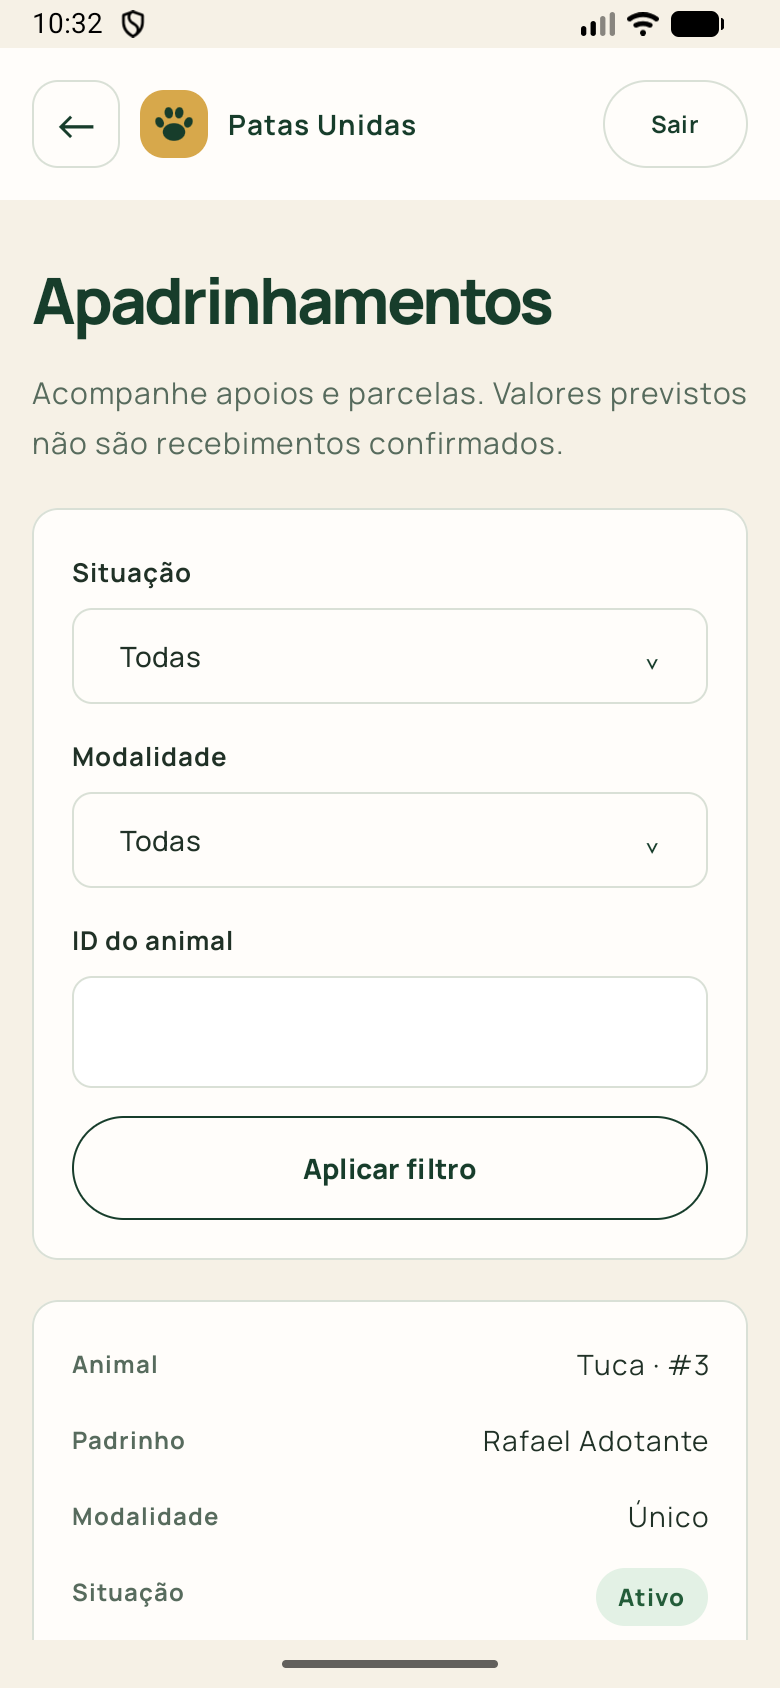 10:32
Patas Unidas
Sair
Apadrinhamentos
Acompanhe apoios e parcelas. Valores previstos
não são recebimentos confirmados.
Situação
Todas
Modalidade
Todas
ID do animal
Aplicar filtro
Animal
Tuca · #3
Padrinho
Rafael Adotante
Modalidade
Único
Situação
Ativo